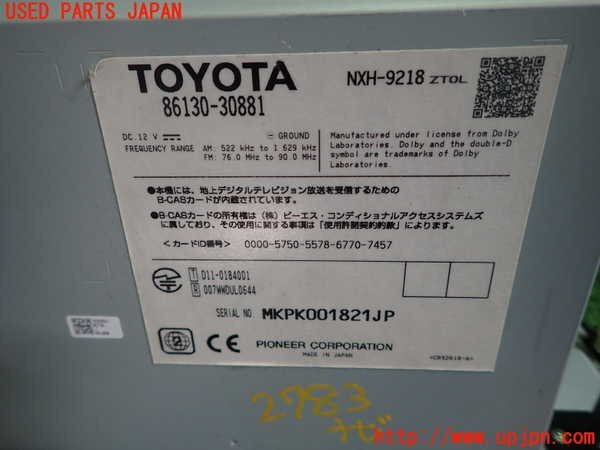 USED PARTS JAPAN
TOYOTA
86130-30881
NXH-9218 ZTOL
DC.12 V
GROUND
FREQUENCY RANGE AM: 522 kHz to 1 629 kHz
FM: 76.0 MHz to 90.0 MHz
Manufactured under license from Dolby
Laboratories. Dolby and the double-D
symbol are trademarks of Dolby
Laboratories.
●本機には、地上デジタルテレビジョン放送を受信するための
B-CASカードが内蔵されています。
●B-CASカードの所有権は(株)ビーエス・コンディショナルアクセスシステムズ
に属しており、その使用に関する事項は「使用許諾契約約款」によります。
<カードID番号> 0000-5750-5578-6770-7457
T D11-0184001
R 007WWDUL0644
SERIAL NO. MKPK001821JP
2
CE
PIONEER CORPORATION
MADE IN JAPAN
<CRW2618-A>
2783
ナビ
http://www.upjpn.com/